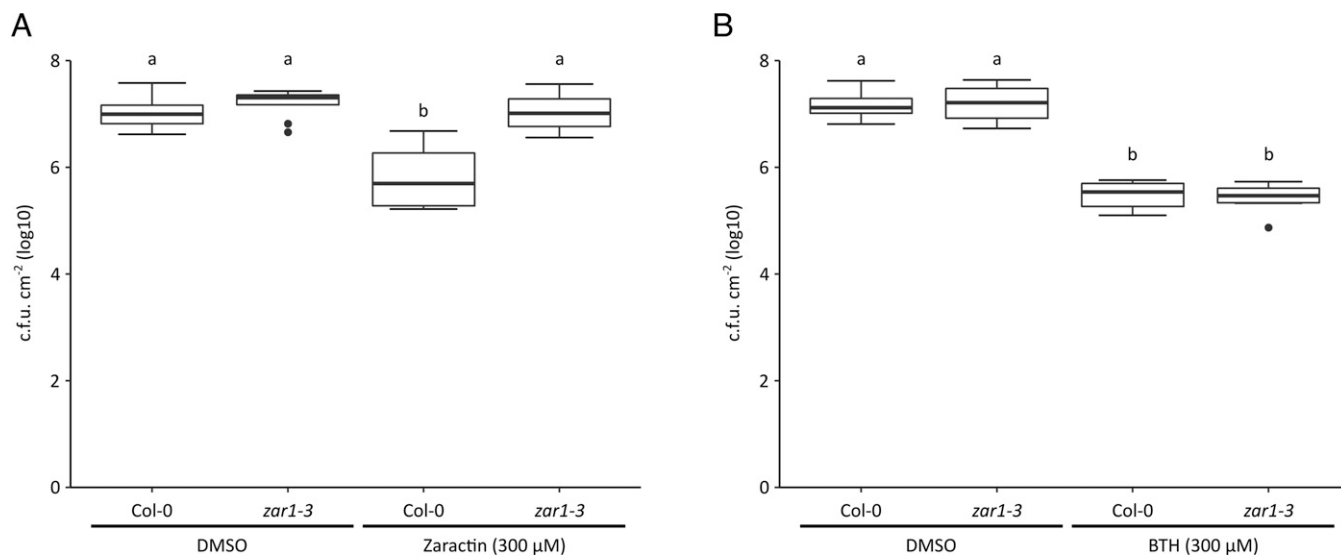 A
8
6
4
2
0
c.f.u. cm-2 (log10)
a
a
b
a
Col-0
zar1-3
Col-0
zar1-3
DMSO
Zaractin (300 µM)
B
8
6
4
2
0
c.f.u. cm-2 (log10)
a
a
b
b
Col-0
zar1-3
Col-0
zar1-3
DMSO
BTH (300 µM)